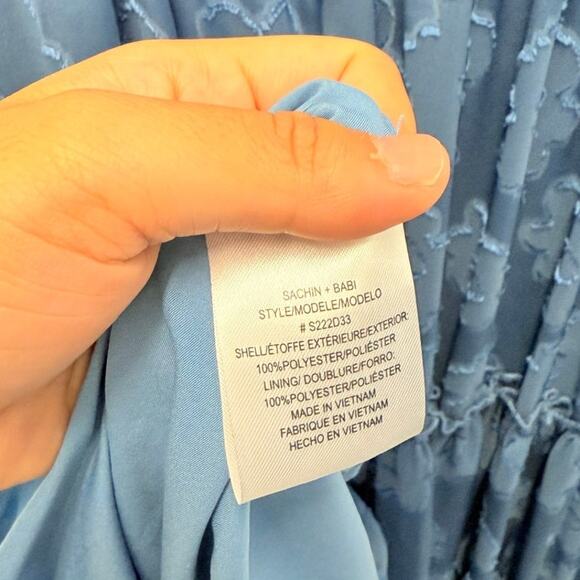 SACHIN + BABI
STYLE/MODELE/MODELO
# S222D33
SHELL/ÉTOFFE EXTÉRIEURE/EXTERIOR:
100%POLYESTER/POLIÉSTER
LINING/ DOUBLURE/FORRO:
100%POLYESTER/POLIÉSTER
MADE IN VIETNAM
FABRIQUE EN VIETNAM
HECHO EN VIETNAM